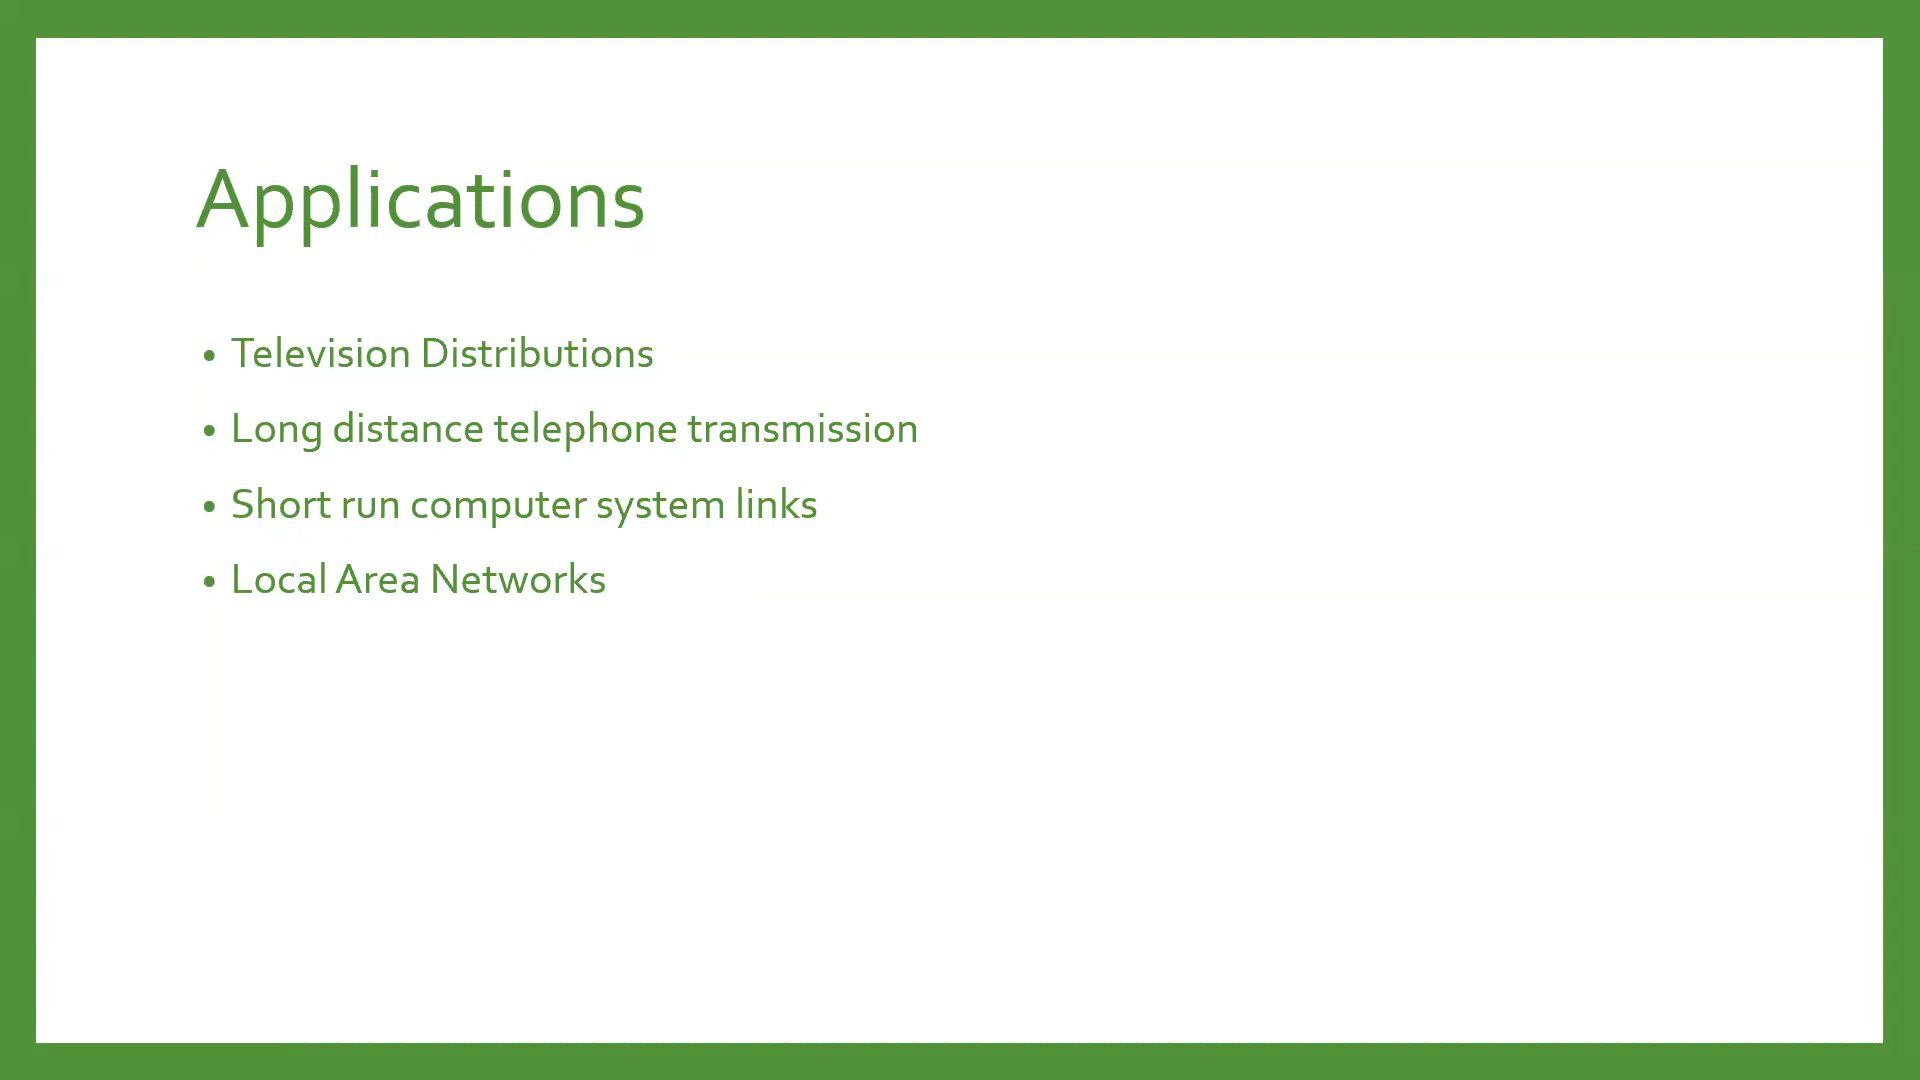 Applications
• Television Distributions
• Long distance telephone transmission
• Short run computer system links
• Local Area Networks